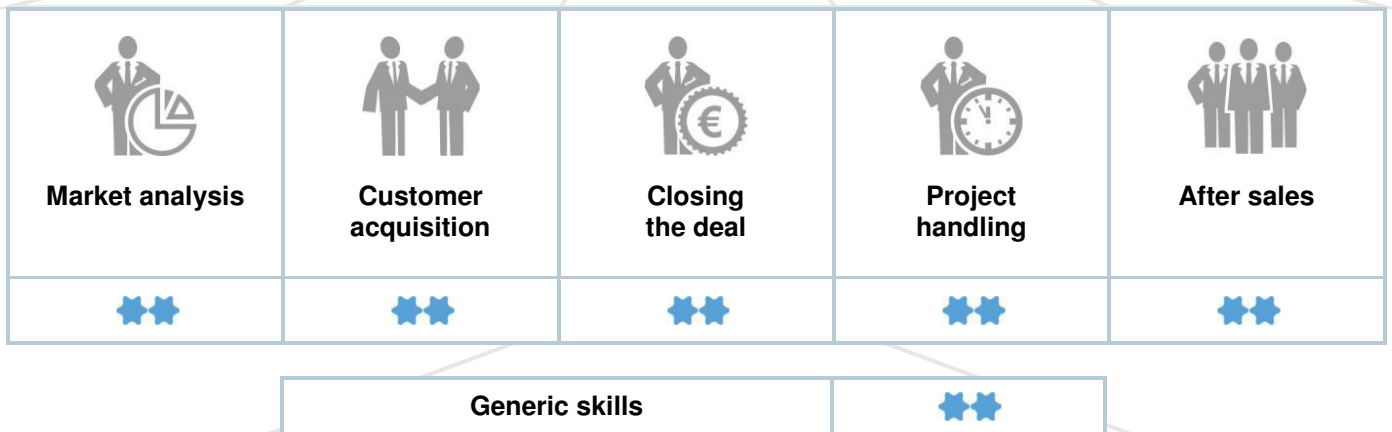 Market analysis
Customer
acquisition
Closing
the deal
Project
handling
After sales
€
Generic skills